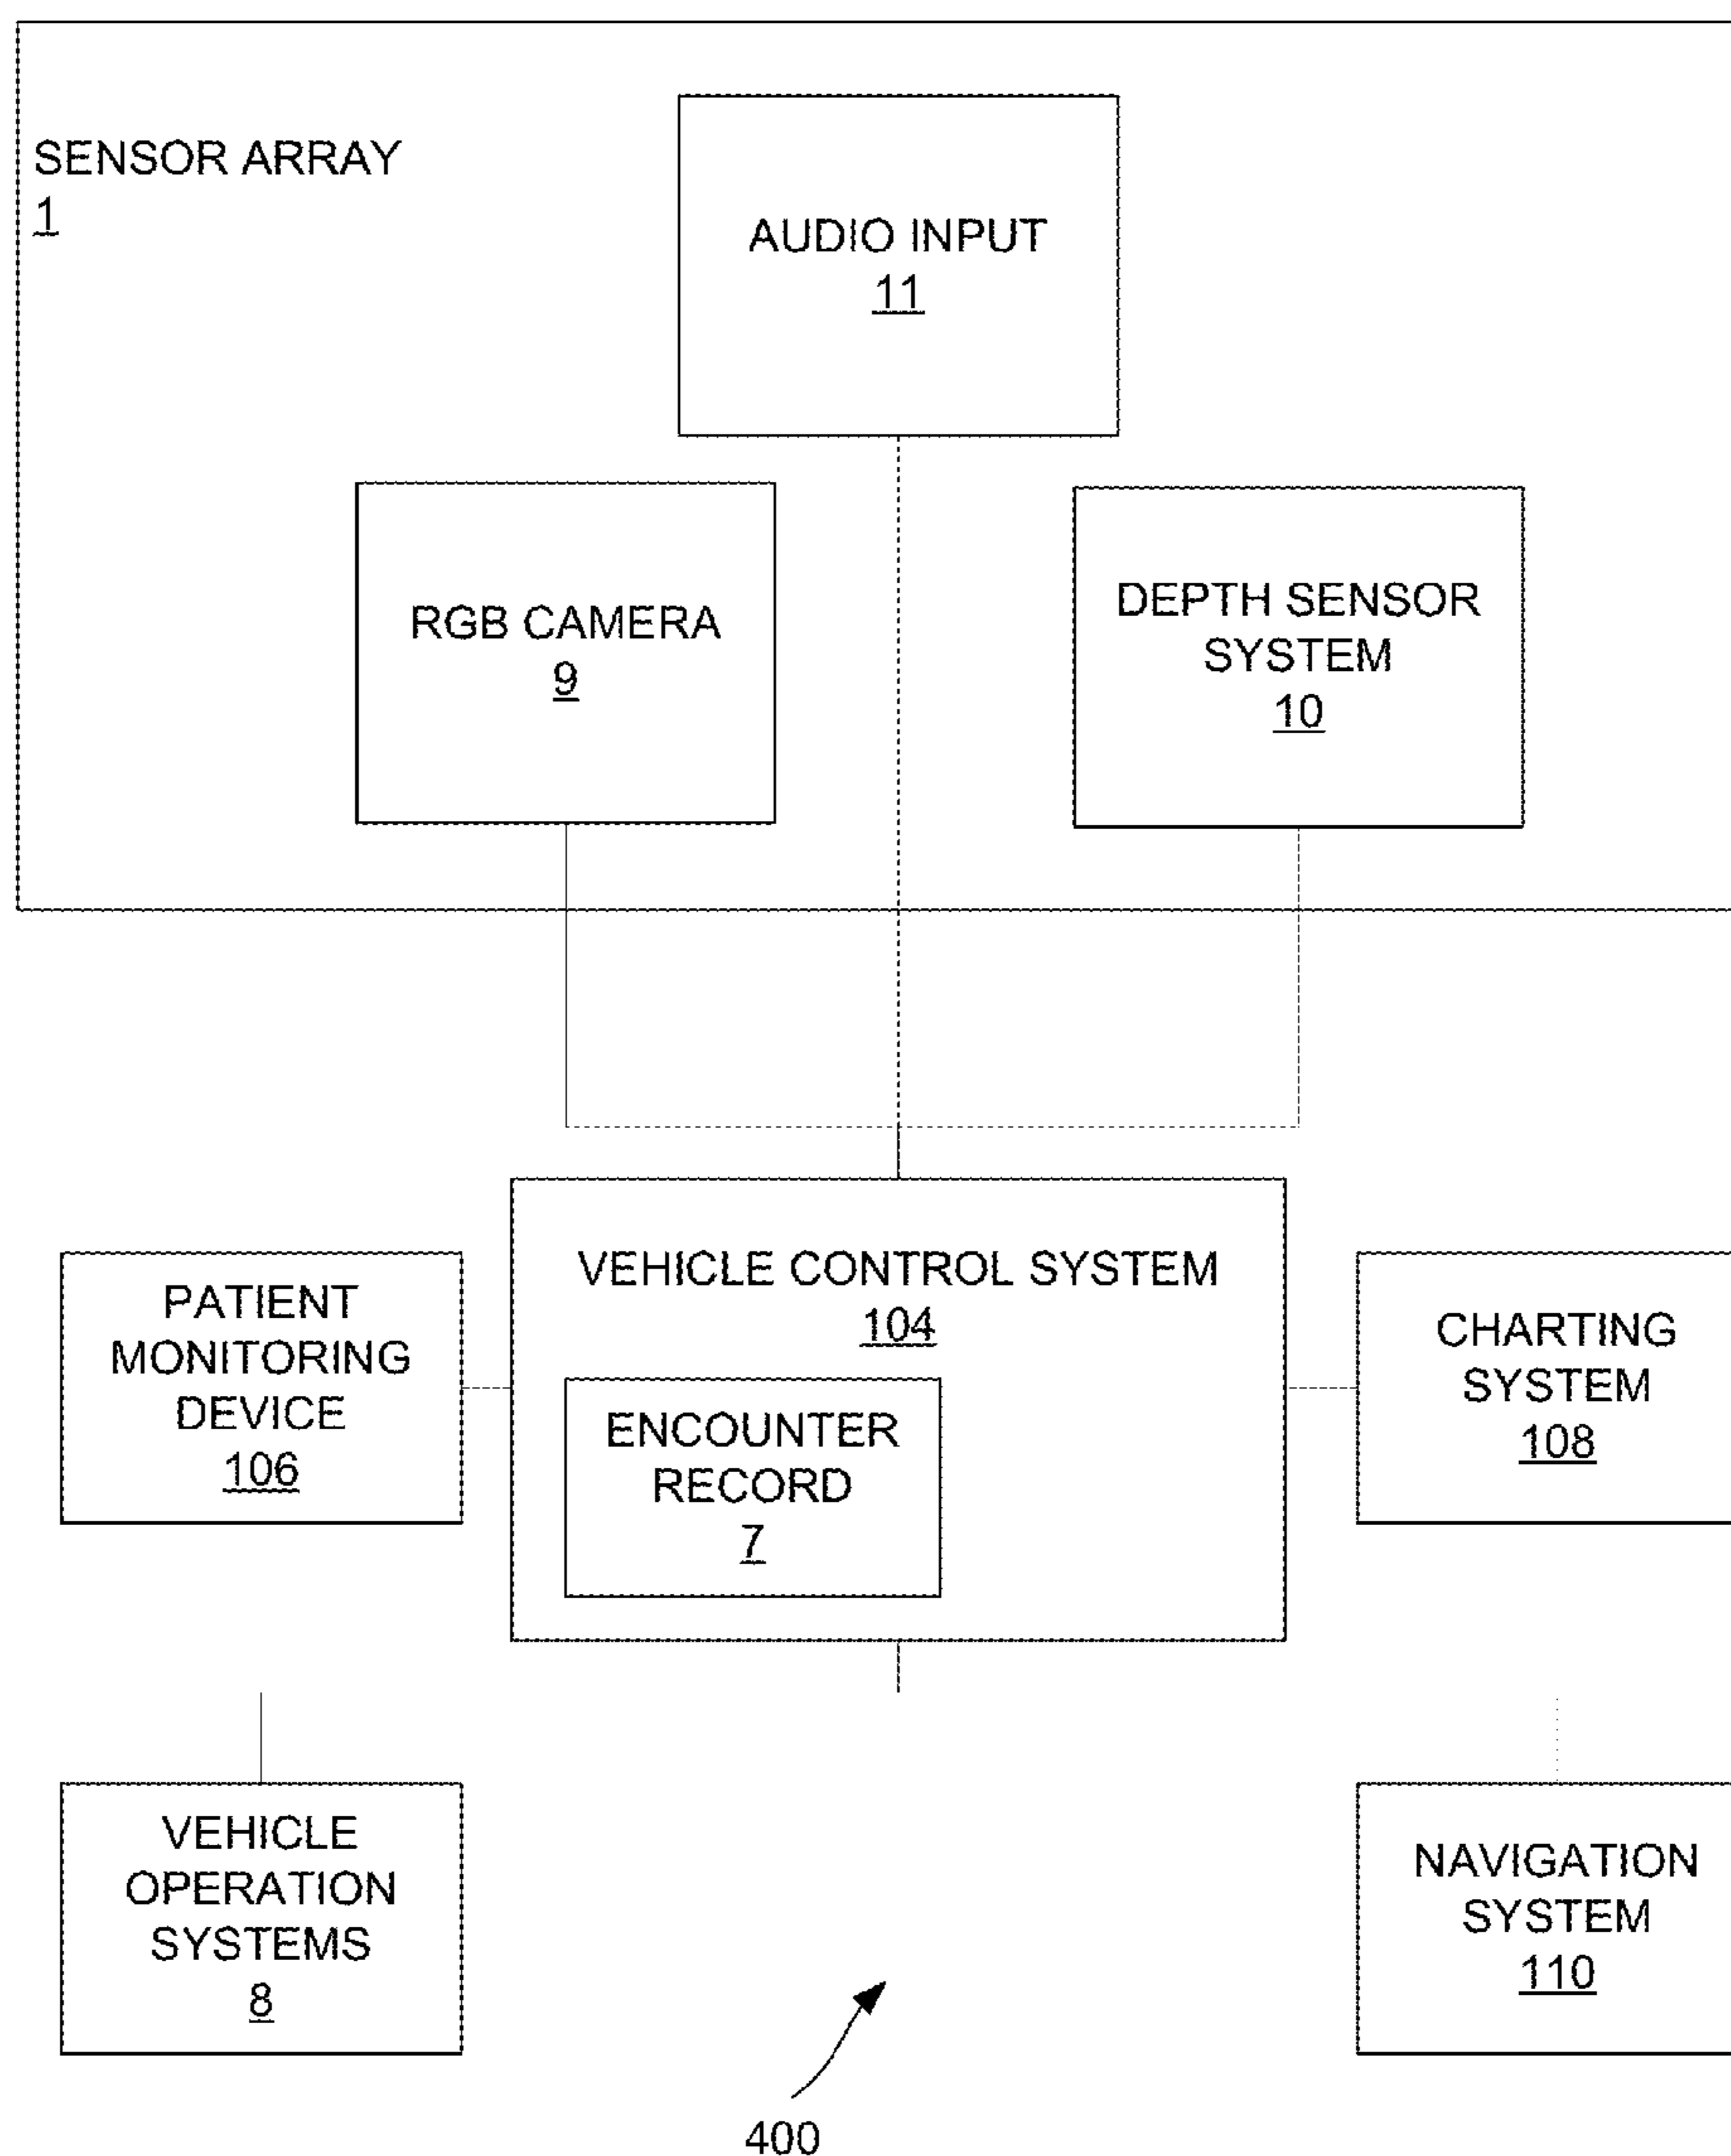 SENSOR ARRAY
1
AUDIO INPUT
11
RGB CAMERA
9
DEPTH SENSOR
SYSTEM
10
VEHICLE CONTROL SYSTEM
104
PATIENT
MONITORING
DEVICE
106
ENCOUNTER
RECORD
7
CHARTING
SYSTEM
108
VEHICLE
OPERATION
SYSTEMS
8
NAVIGATION
SYSTEM
110
400